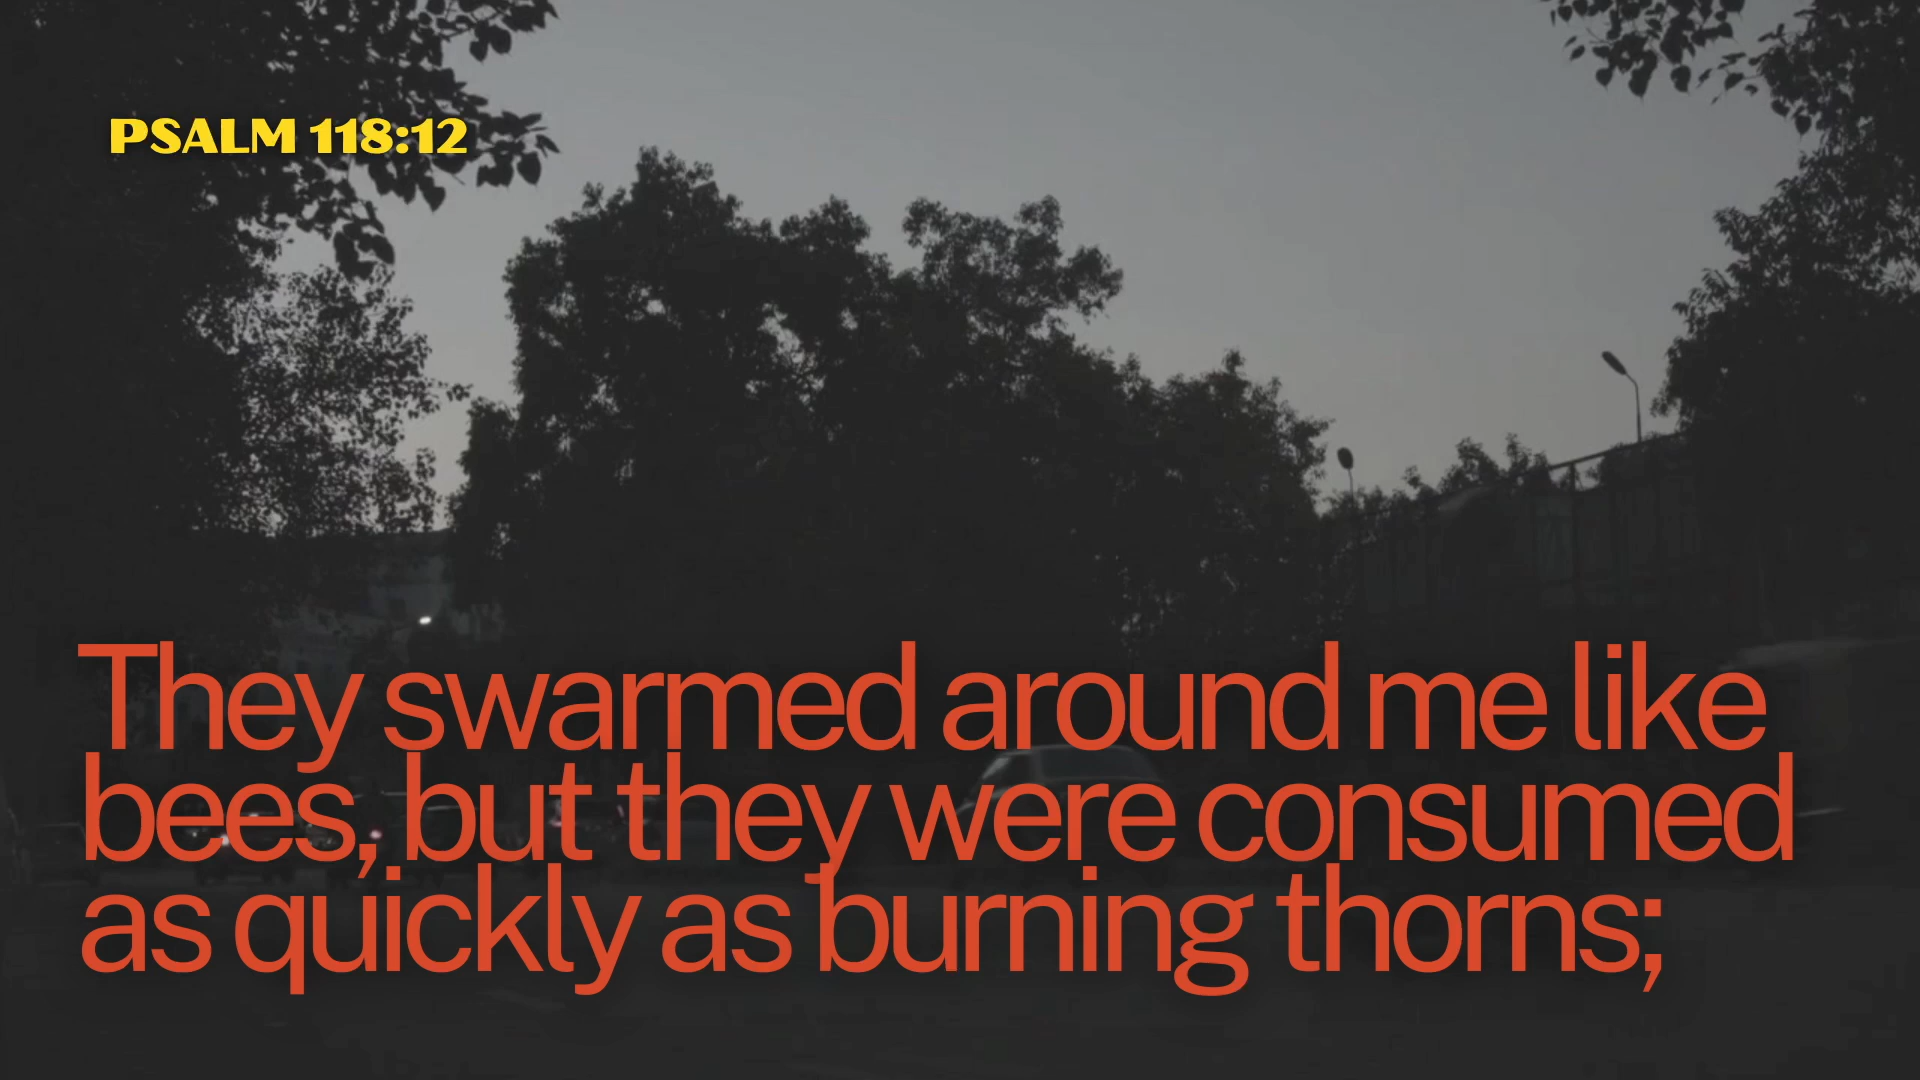 PSALM 118:12
They swarmed around me like
bees, but they were consumed
as quickly as burning thorns;